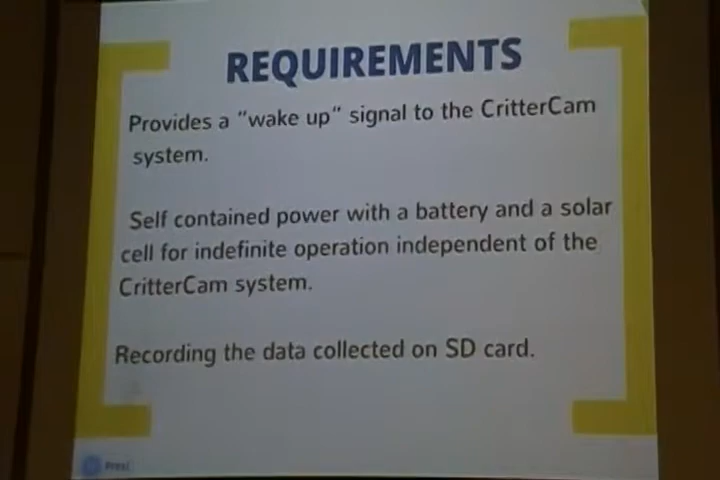 REQUIREMENTS
Provides a "wake up" signal to the CritterCam
system.
Self contained power with a battery and a solar
cell for indefinite operation independent of the
CritterCam system.
Recording the data collected on SD card.
Prezi